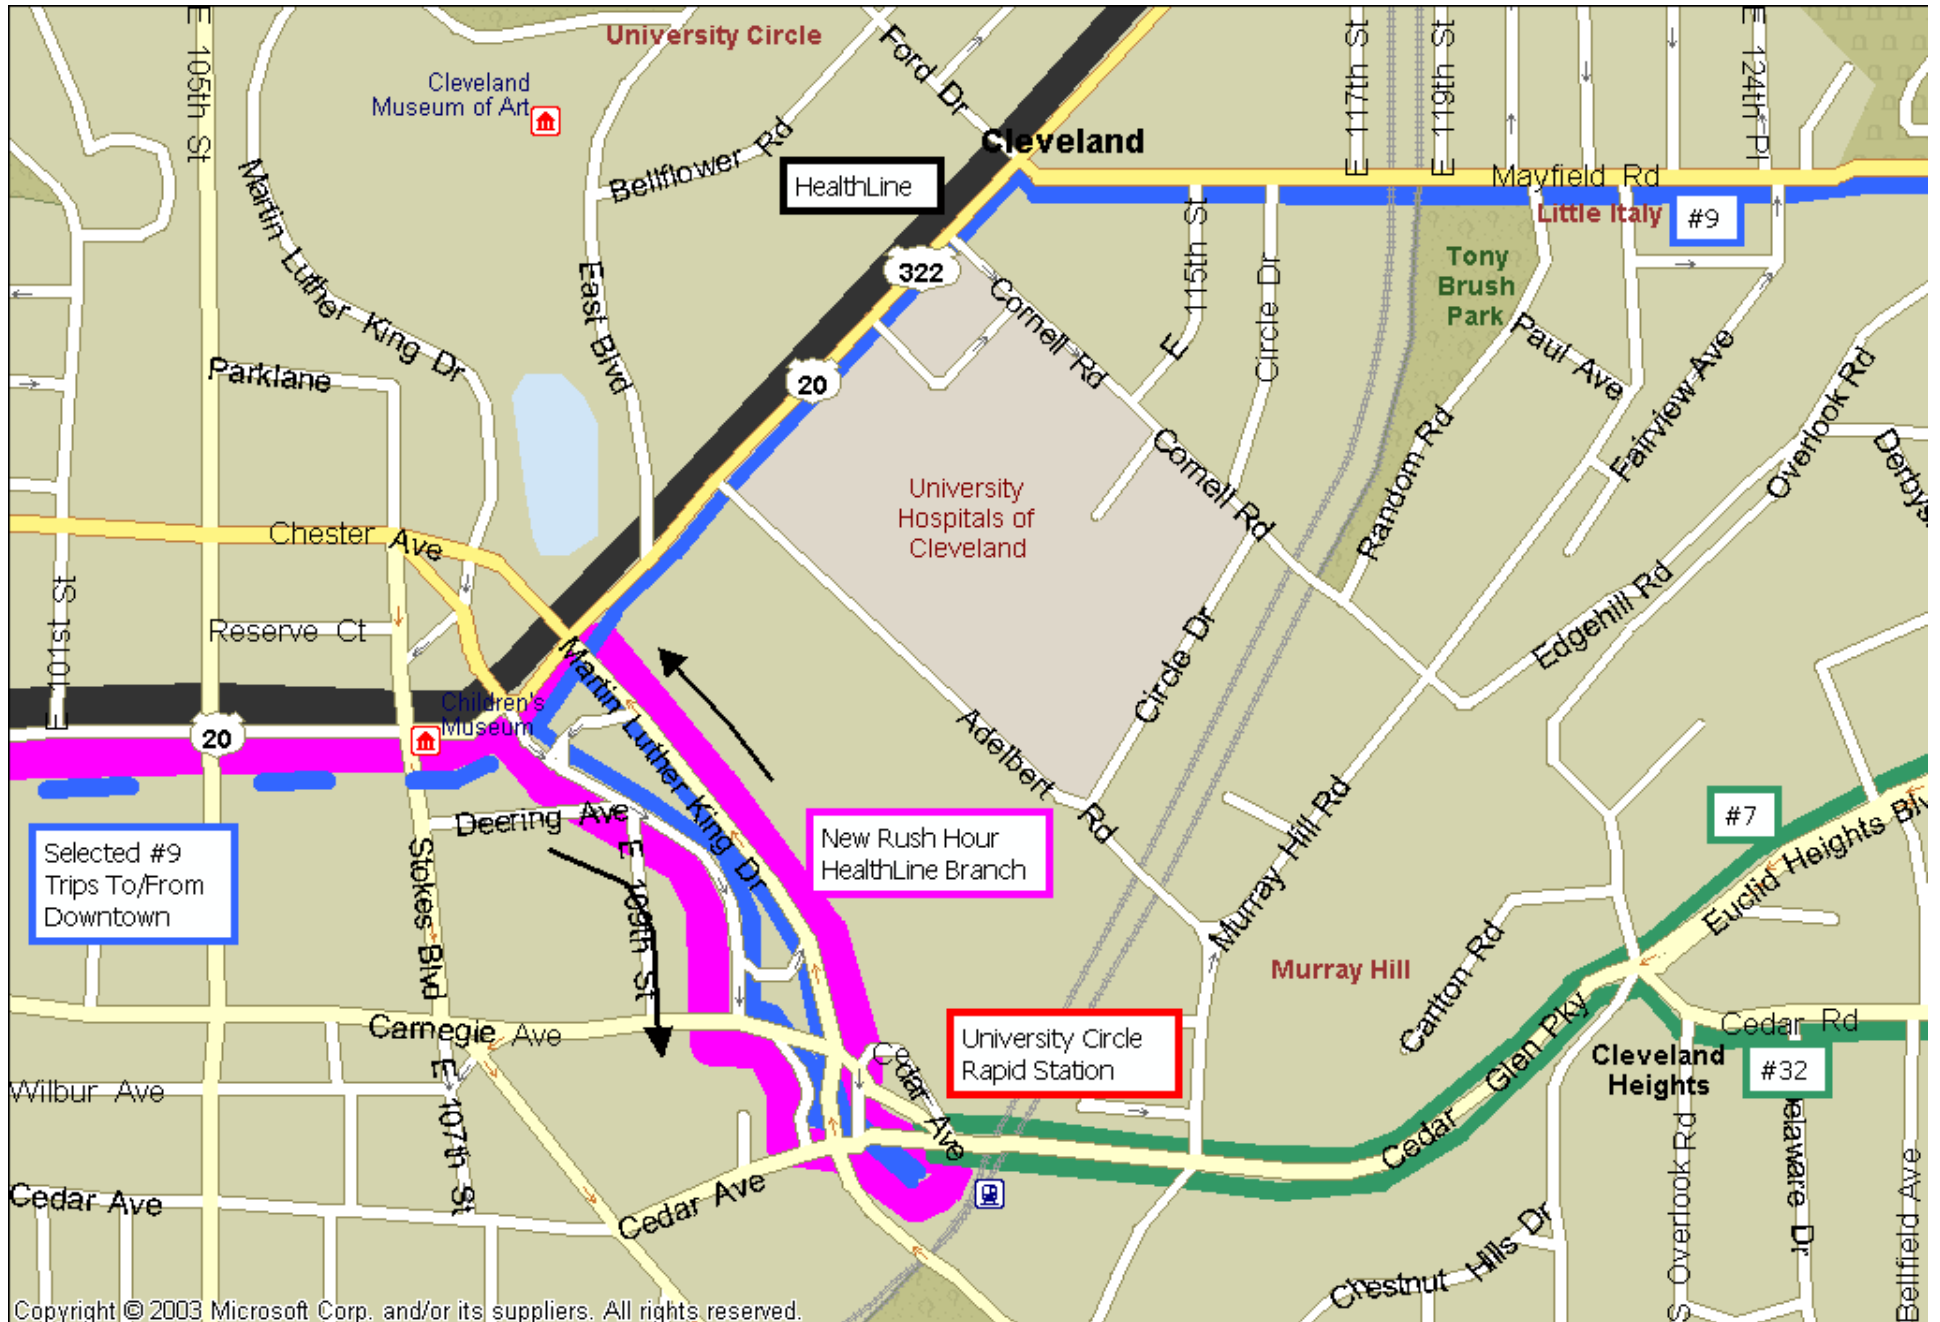 University Circle
Cleveland
Museum of Art
E 105th St
Ford Dr
E 117th St
E 119th St
E 124th Pl
Cleveland
Bellflower Rd
HealthLine
Mayfield Rd
Little Italy
#9
Martin Luther King Dr
East Blvd
322
Cornell Rd
E 115th St
Circle Dr
Tony
Brush
Park
Paul Ave
Fairview Ave
Overlook Rd
Parklane
20
University
Hospitals of
Cleveland
Cornell Rd
Random Rd
Chester Ave
E 101st St
Reserve Ct
Edgehill Rd
Circle Dr
Children's
Museum
20
Martin Luther King Dr
Adelbert Rd
Murray Hill Rd
#7
Euclid Heights
Deering Ave
New Rush Hour
HealthLine Branch
Selected #9
Trips To/From
Downtown
Stokes Blvd
E 109th St
Murray Hill
Carlton Rd
Carnegie Ave
University Circle
Rapid Station
Cedar Glen Pky
Cedar Rd
Cleveland
Heights
#32
Wilbur Ave
E 107th St
Cedar Ave
Cedar Ave
Cedar Ave
Chestnut Hills Dr
S Overlook Rd
elaware Dr
Bellfield Ave
Copyright © 2003 Microsoft Corp. and/or its suppliers. All rights reserved.